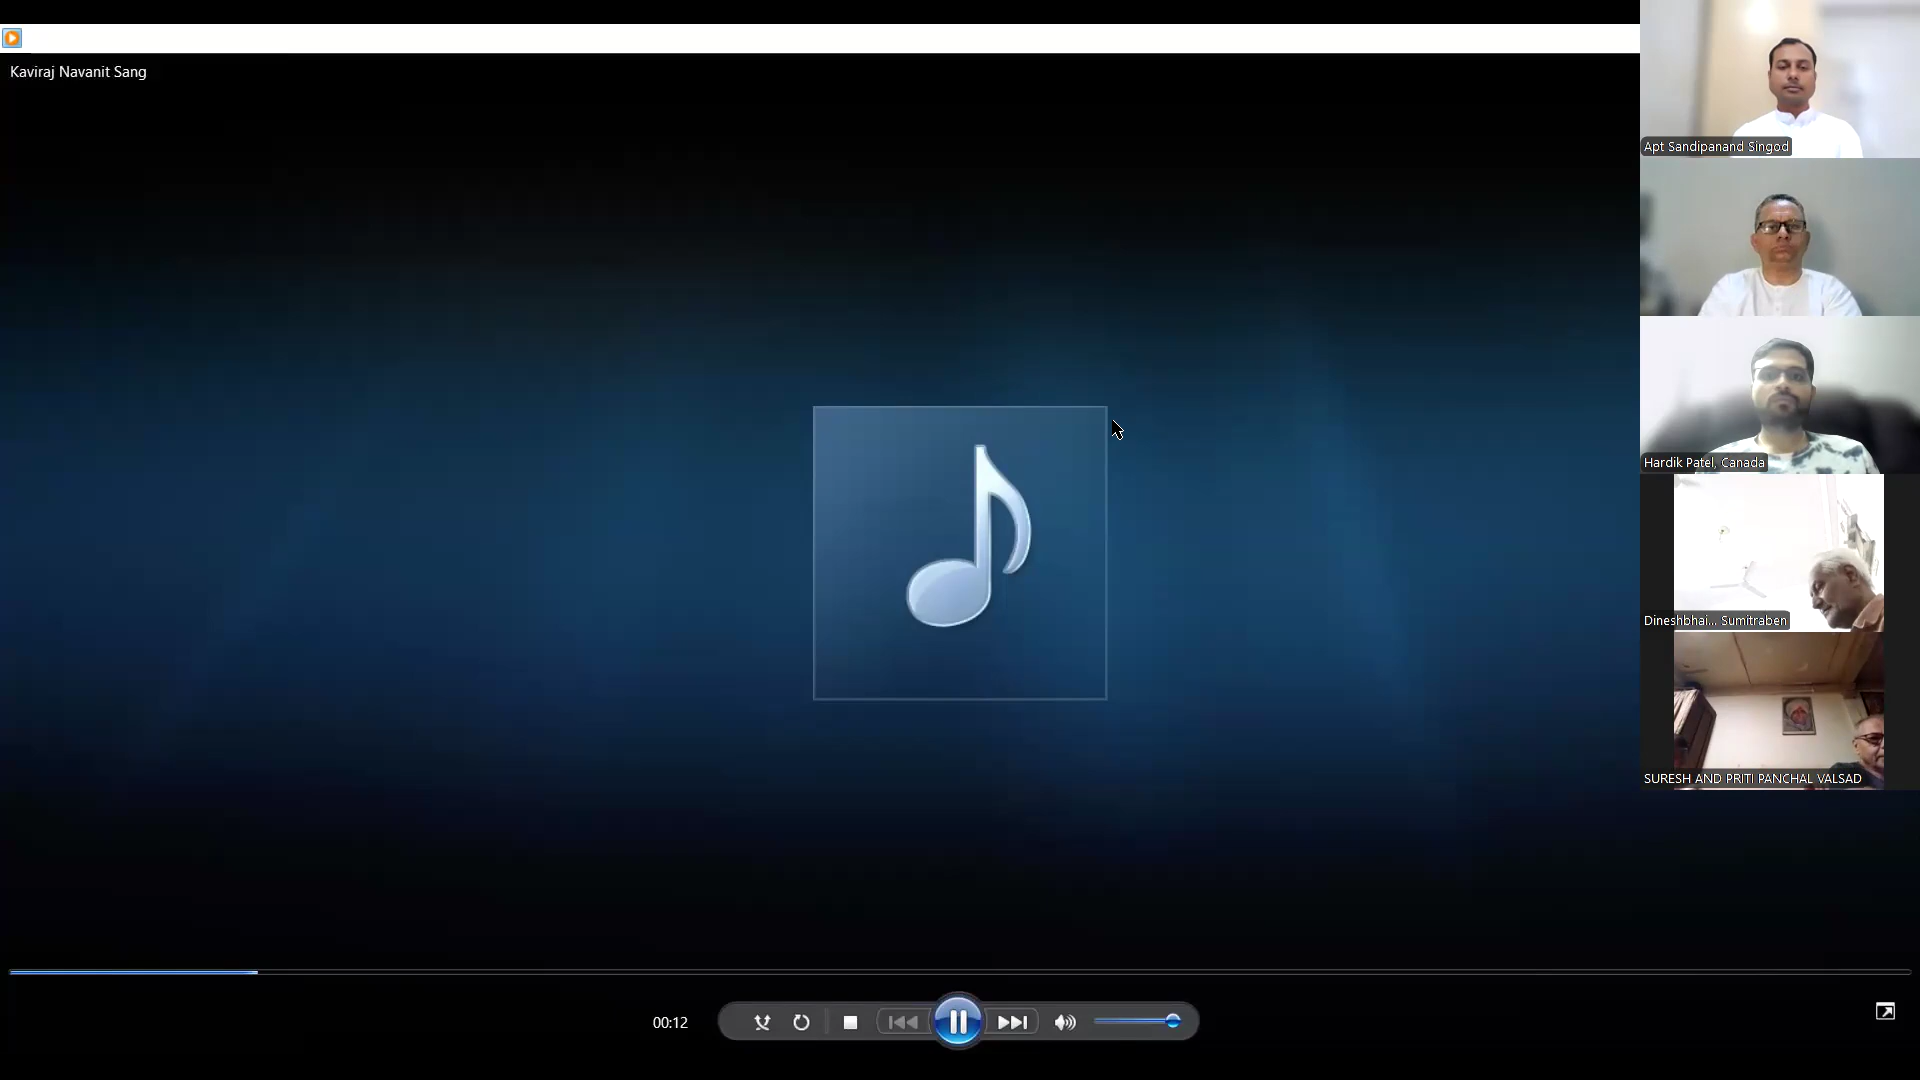 Kaviraj Navanit Sang
Apt Sandipanand Singod
Hardik Patel, Canada
Dineshbhai... Sumitraben
SURESH AND PRITI PANCHAL VALSAD
00:12